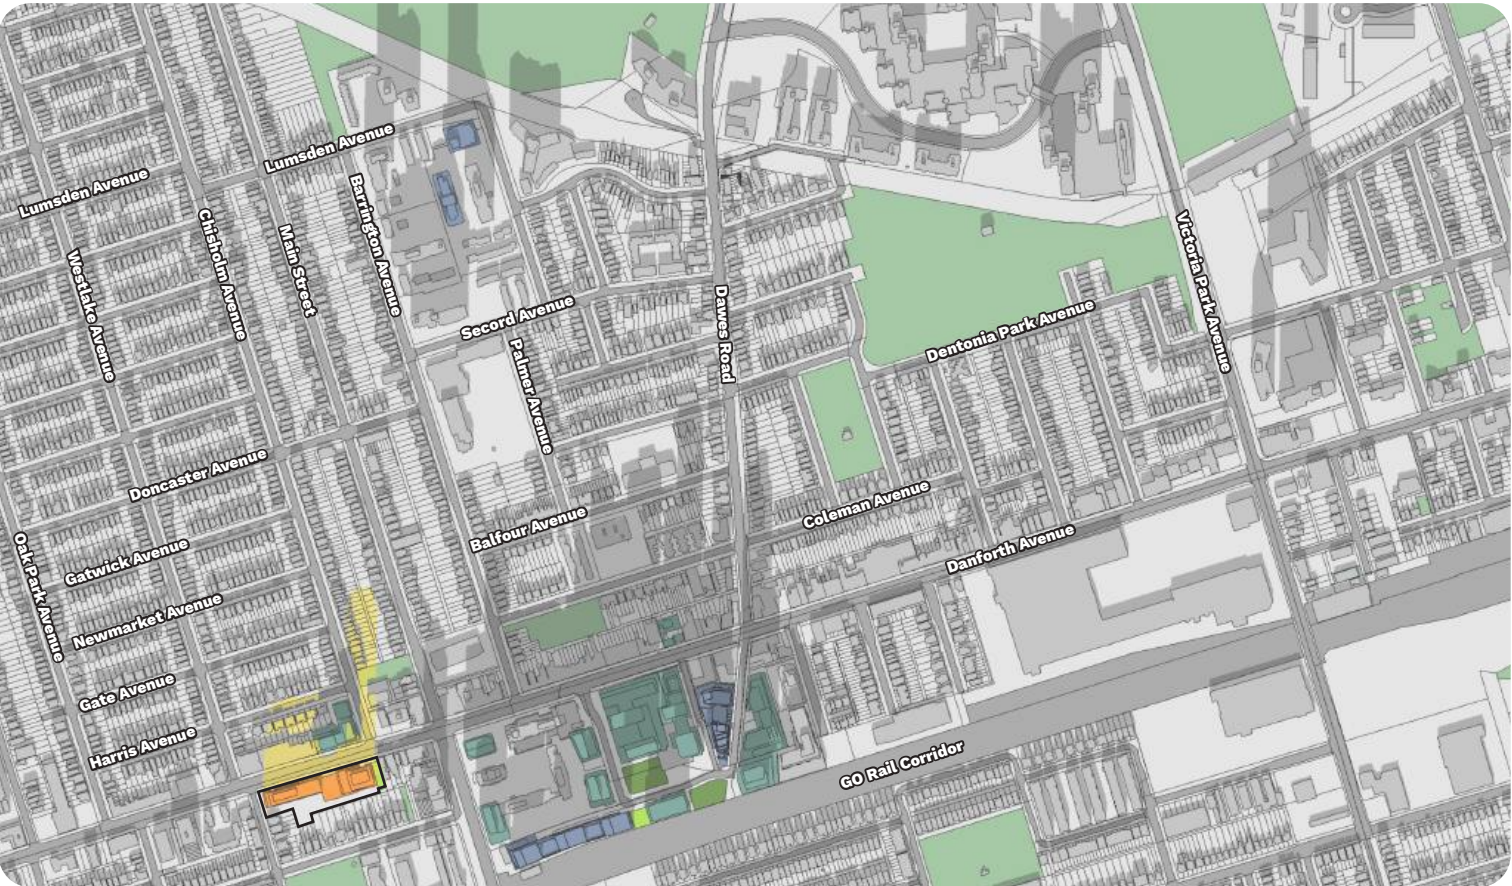 Lumsden Avenue
Lumsden Avenue
Barrington Avenue
Chisholm Avenue
Main Street
Westlake Avenue
Victoria Park Avenue
Dawes Road
Secord Avenue
Dentonia Park Avenue
Palmer Avenue
Doncaster Avenue
Coleman Avenue
Balfour Avenue
Danforth Avenue
Oak Park Avenue
Gatwick Avenue
Newmarket Avenue
Gate Avenue
Harris Avenue
GO Rail Corridor